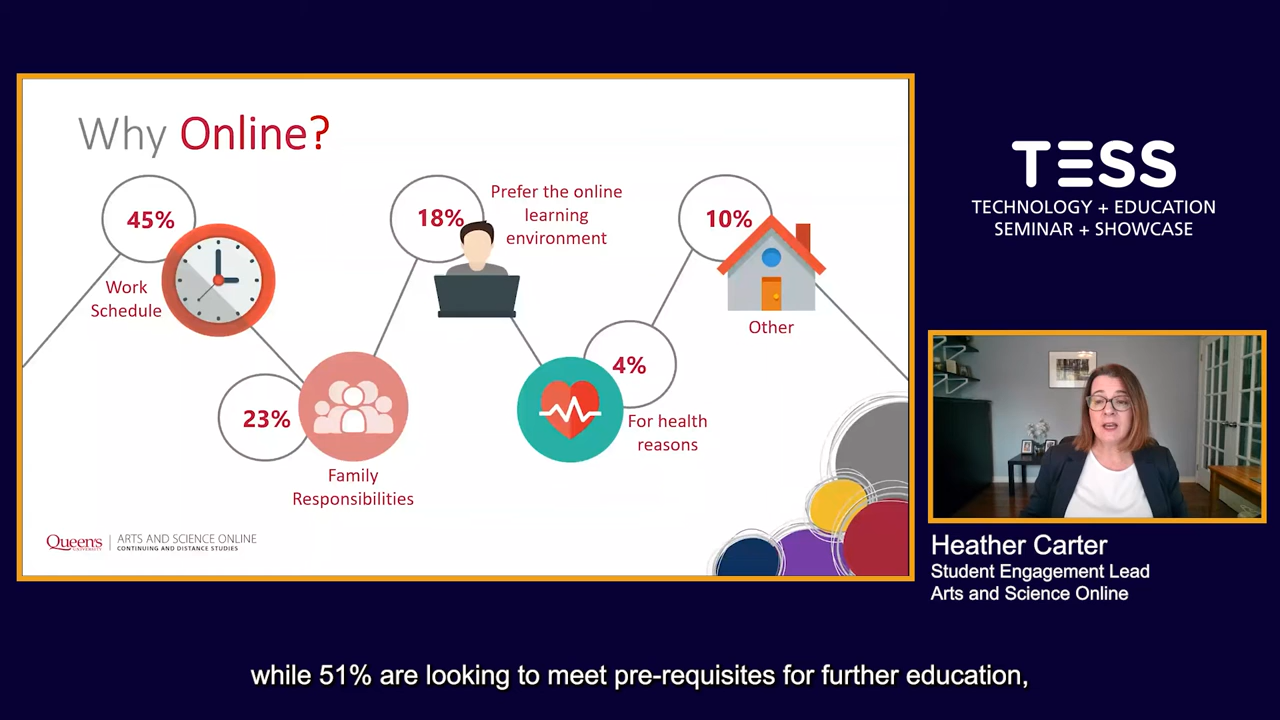 Why Online?
45%
Work
Schedule
23%
Family
Responsibilities
18%
Prefer the online
learning
environment
4%
For health
reasons
10%
Other
Queen's
UNIVERSITY
ARTS AND SCIENCE ONLINE
CONTINUING AND DISTANCE STUDIES
TESS
TECHNOLOGY + EDUCATION
SEMINAR + SHOWCASE
Heather Carter
Student Engagement Lead
Arts and Science Online
while 51% are looking to meet pre-requisites for further education,